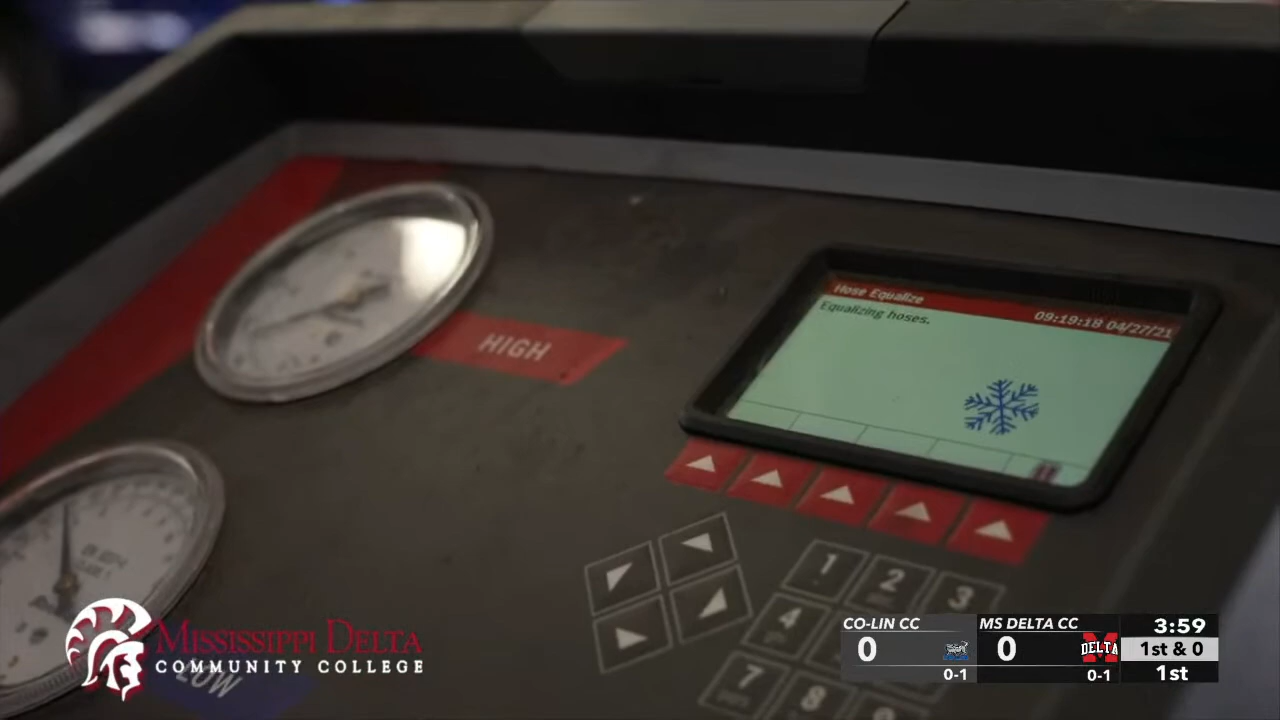 Hose Equalize
09:19:18 04/27/21
Equalizing hoses.
HIGH
LOW
1 2 3
4
7 8 9
MISSISSIPPI DELTA
COMMUNITY COLLEGE
CO-LIN CC
0
0-1
MS DELTA CC
0
DELTA
0-1
3:59
1st & 0
1st